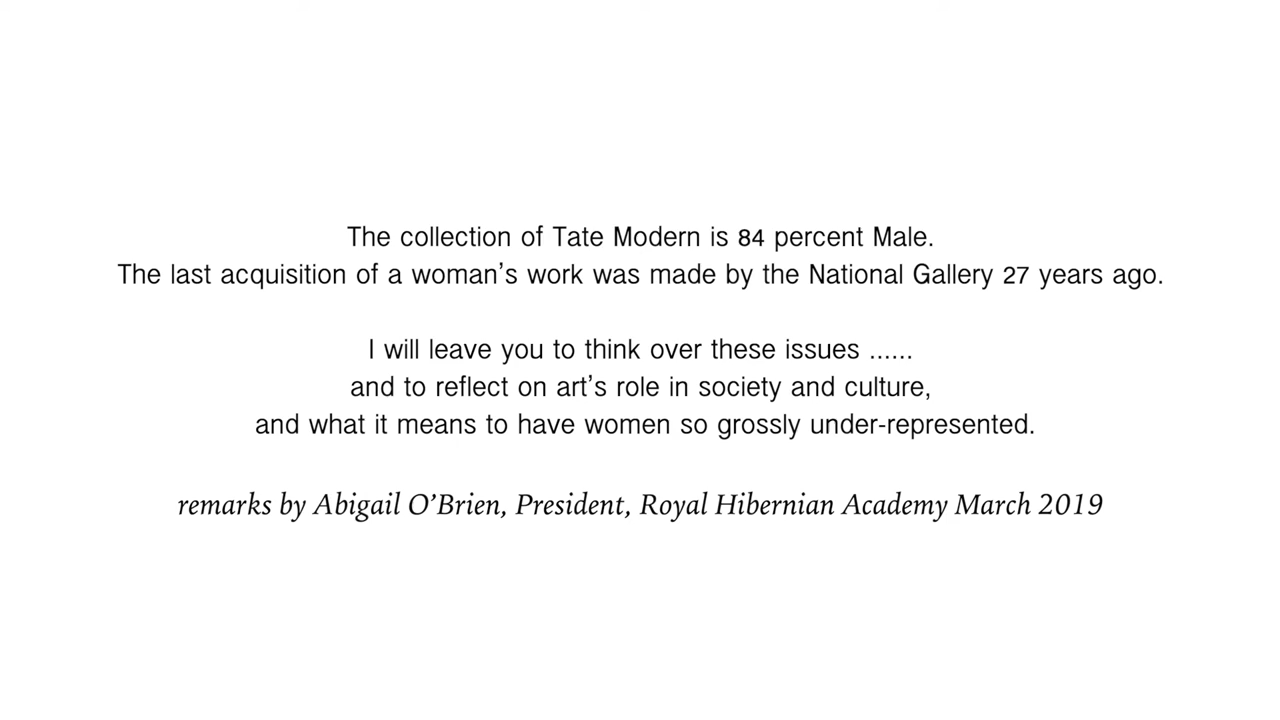 The collection of Tate Modern is 84 percent Male.
The last acquisition of a woman's work was made by the National Gallery 27 years ago.
I will leave you to think over these issues ......
and to reflect on art's role in society and culture,
and what it means to have women so grossly under-represented.
remarks by Abigail O'Brien, President, Royal Hibernian Academy March 2019